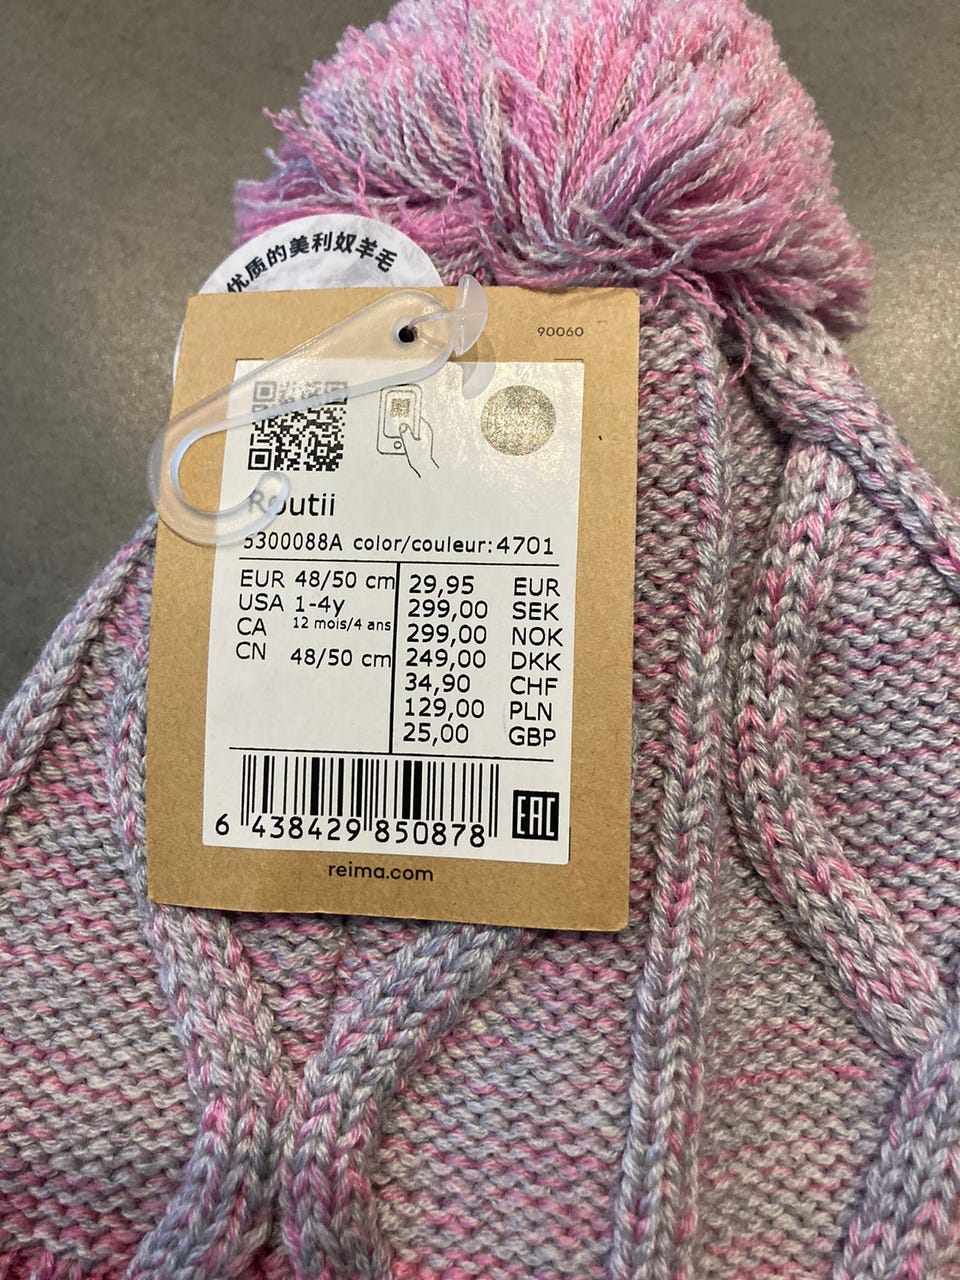 优质的美利奴羊毛
90060
Routii
5300088A color/couleur: 4701
EUR 48/50 cm
USA 1-4y
CA 12 mois/4 ans
CN 48/50 cm
29,95 EUR
299,00 SEK
299,00 NOK
249,00 DKK
34,90 CHF
129,00 PLN
25,00 GBP
6 438429 850878
EAC
reima.com